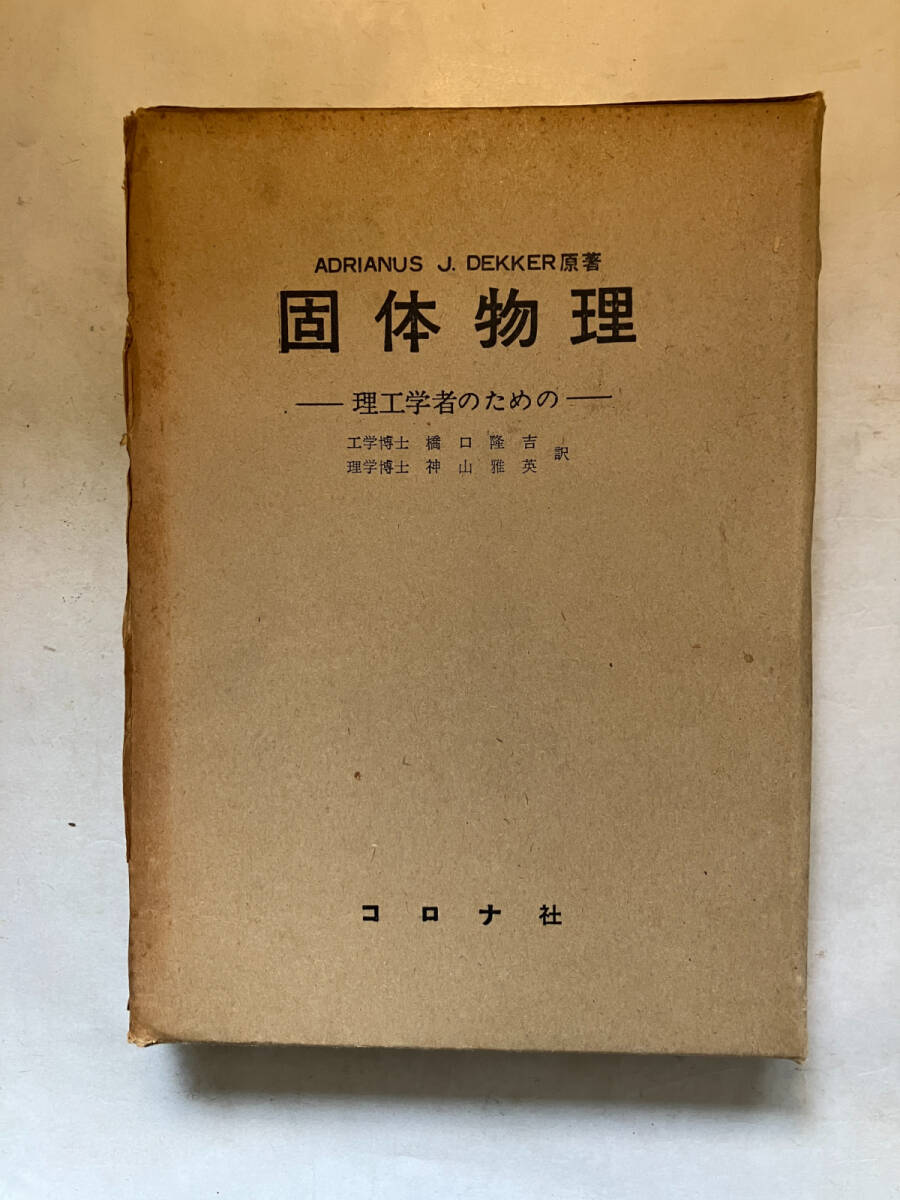 ADRIANUS J. DEKKER原著
固体物理
―理工学者のための―
工学博士 橋口隆吉
理学博士 神山雅英 訳
コロナ社